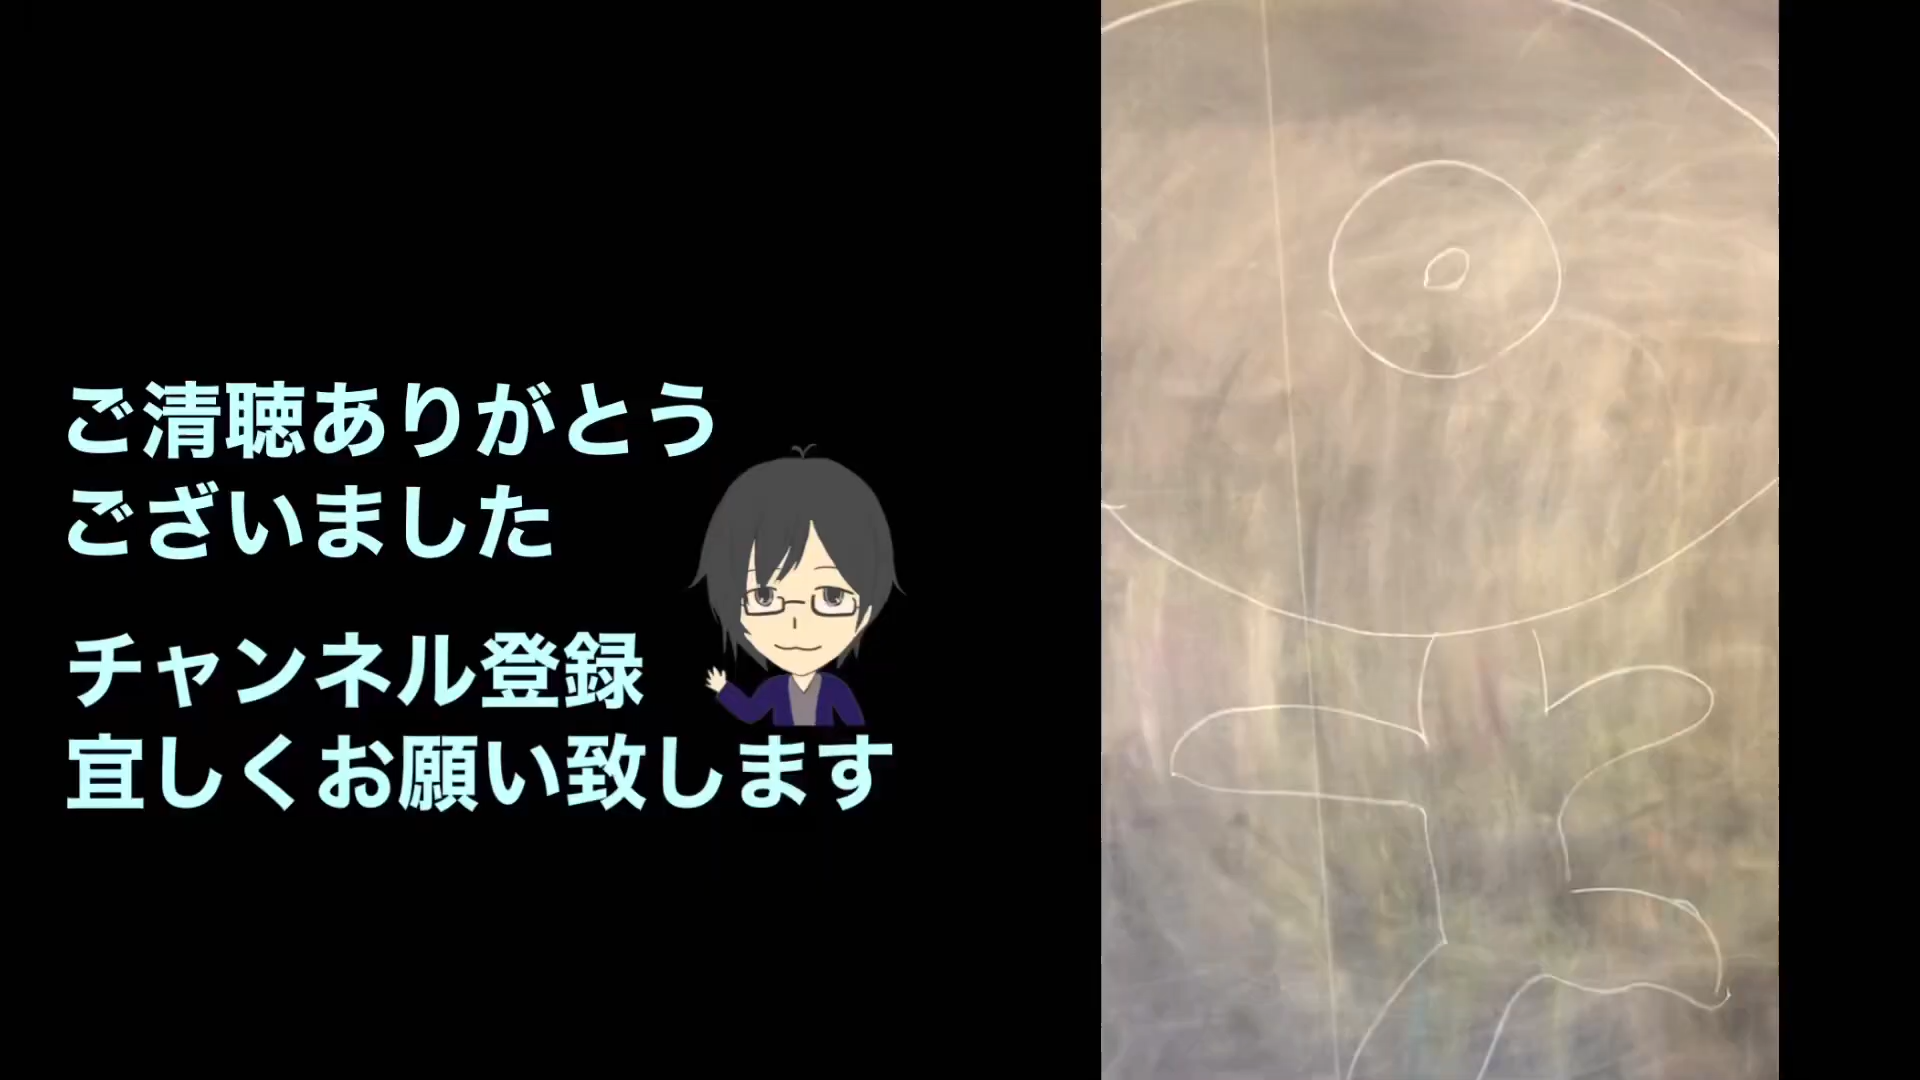 ご清聴ありがとう
ございました
チャンネル登録
宜しくお願い致します